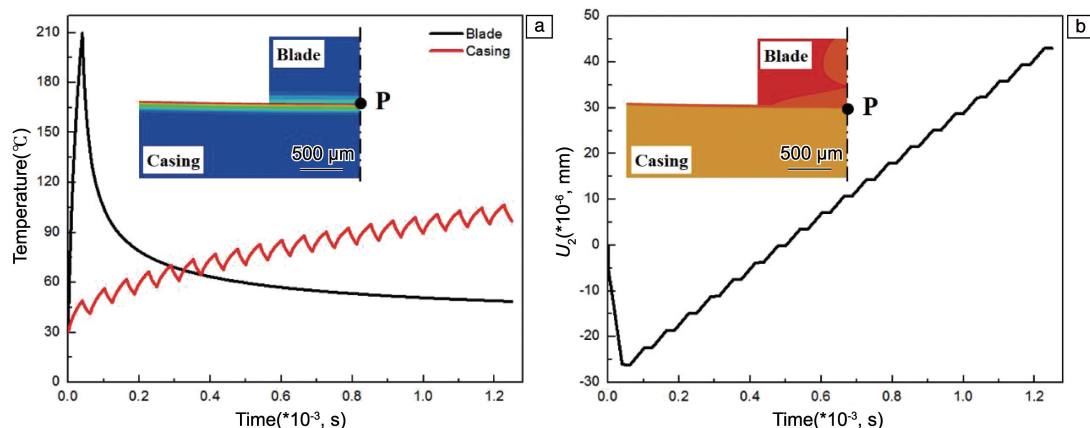 a
Temperature(℃)
210
180
150
120
90
60
30
0
0.0 0.2 0.4 0.6 0.8 1.0 1.2
Time(*10-3, s)
Blade
Casing
Blade
P
Casing
500 μm
b
U2(*10-6, mm)
50
40
30
20
10
0
-10
-20
-30
0.0 0.2 0.4 0.6 0.8 1.0 1.2
Time(*10-3, s)
Blade
P
Casing
500 μm